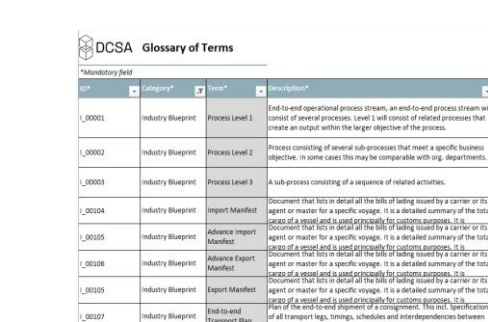 DCSA Glossary of Terms
*Mandatory field
ID* Category* Term* Description*
End-to-end operational process stream, an end-to-end process stream wi
I_00001 Industry Blueprint Process Level 1 consist of several processes. Level 1 will consist of related processes that
create an output within the larger objective of the process.
I_00002 Industry Blueprint Process Level 2 Process consisting of several sub-processes that meet a specific business
objective. In some cases this may be comparable with org. departments.
I_00003 Industry Blueprint Process Level 3 A sub-process consisting of a sequence of related activities.
Document that lists in detail all the bills of lading issued by a carrier or its
I_00104 Industry Blueprint Import Manifest agent or master for a specific voyage. It is a detailed summary of the tota
cargo of a vessel and is used principally for customs purposes. It is
Document that lists in detail all the bills of lading issued by a carrier or its
I_00105 Industry Blueprint Advance Import Manifest agent or master for a specific voyage. It is a detailed summary of the tota
cargo of a vessel and is used principally for customs purposes. It is
Document that lists in detail all the bills of lading issued by a carrier or its
I_00106 Industry Blueprint Advance Export Manifest agent or master for a specific voyage. It is a detailed summary of the tota
cargo of a vessel and is used principally for customs purposes. It is
Document that lists in detail all the bills of lading issued by a carrier or its
I_00105 Industry Blueprint Export Manifest agent or master for a specific voyage. It is a detailed summary of the tota
cargo of a vessel and is used principally for customs purposes. It is
Plan of the end-to-end shipment of a consignment. This incl. Specification
I_00107 Industry Blueprint End-to-end Transport Plan of all transport legs, timings, schedules and interdependencies between